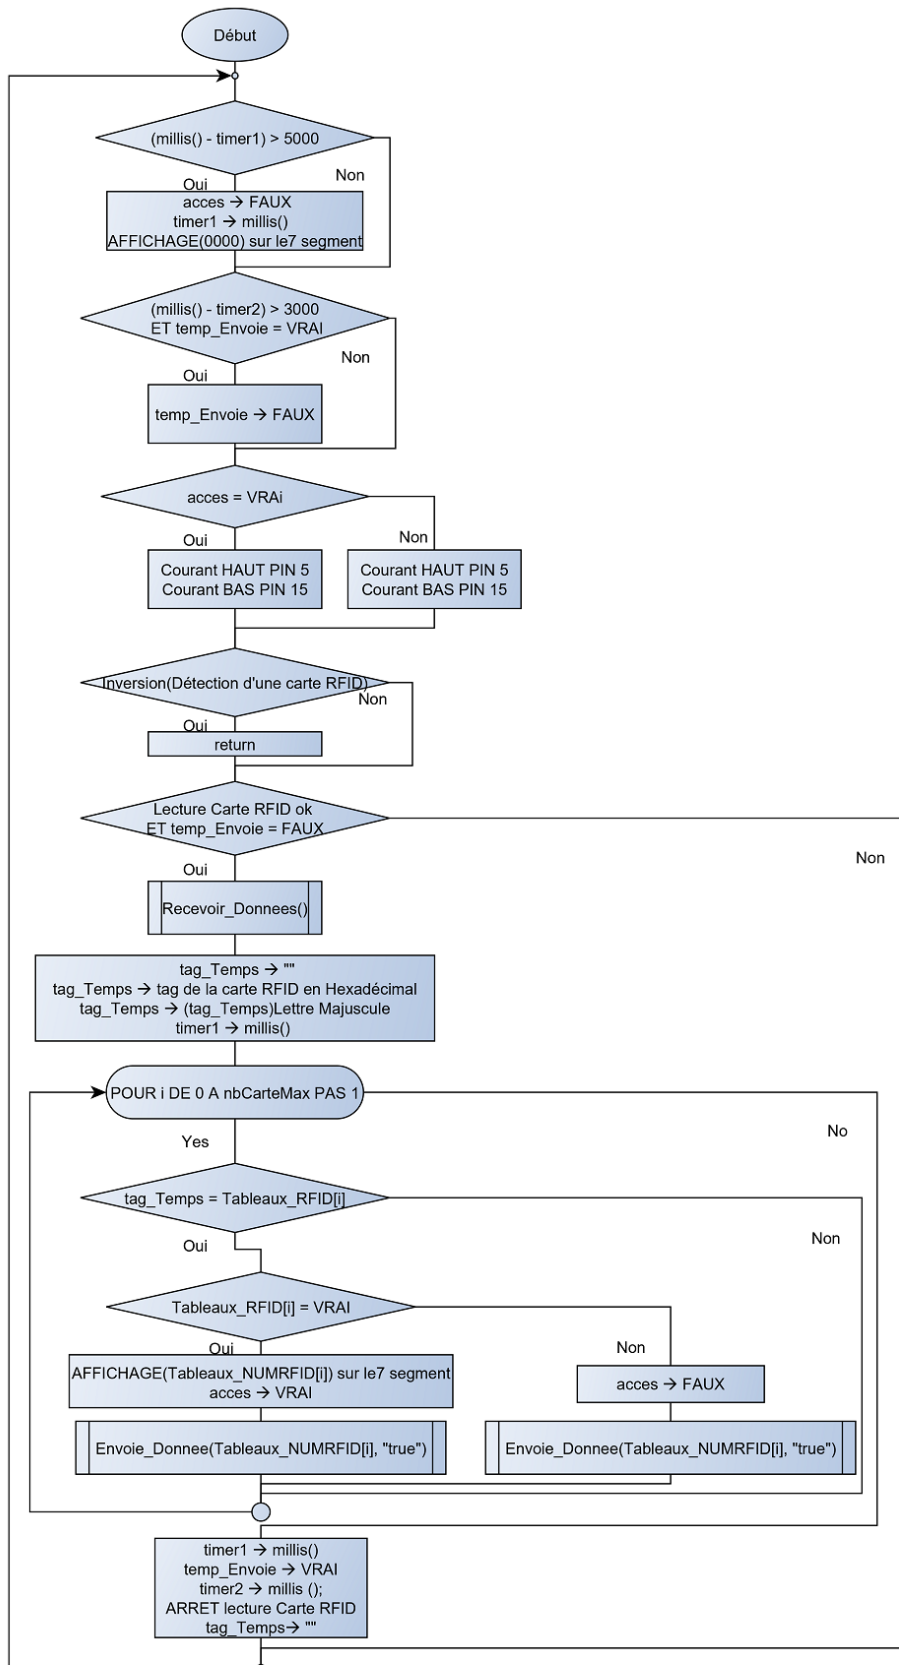 Début
(millis() - timer1) > 5000
Non
Oui
acces → FAUX
timer1 → millis()
AFFICHAGE(0000) sur le7 segment
(millis() - timer2) > 3000
ET temp_Envoie = VRAI
Non
Oui
temp_Envoie → FAUX
acces = VRAi
Oui
Non
Courant HAUT PIN 5
Courant BAS PIN 15
Courant HAUT PIN 5
Courant BAS PIN 15
Inversion(Détection d'une carte RFID)
Non
Oui
return
Lecture Carte RFID ok
ET temp_Envoie = FAUX
Non
Oui
Recevoir_Donnees()
tag_Temps → ""
tag_Temps → tag de la carte RFID en Hexadécimal
tag_Temps → (tag_Temps)Lettre Majuscule
timer1 → millis()
POUR i DE 0 A nbCarteMax PAS 1
No
Yes
tag_Temps = Tableaux_RFID[i]
Non
Oui
Tableaux_RFID[i] = VRAI
Oui
Non
AFFICHAGE(Tableaux_NUMRFID[i]) sur le7 segment
acces → VRAI
acces → FAUX
Envoie_Donnee(Tableaux_NUMRFID[i], "true")
Envoie_Donnee(Tableaux_NUMRFID[i], "true")
timer1 → millis()
temp_Envoie → VRAI
timer2 → millis ();
ARRET lecture Carte RFID
tag_Temps→ ""